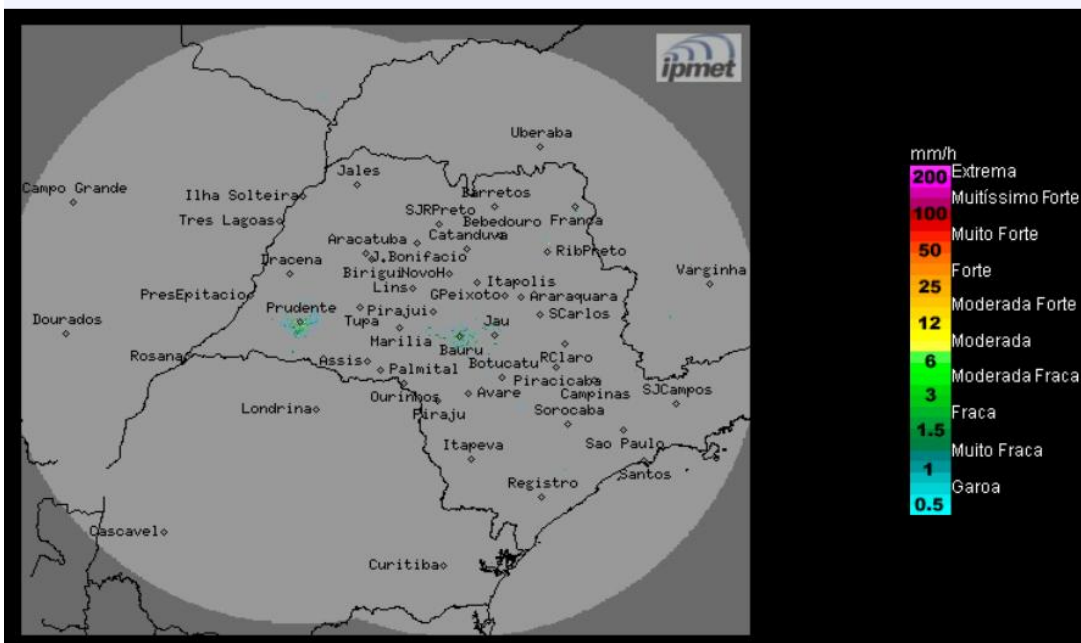 ipmet
Uberaba
Jales
Campo Grande
Ilha Solteira
Barretos
SJRPreto
Tres Lagoas
Bebedouro Franca
Catanduva
Aracatuba
RibPreto
J.Bonifacio
Dracena
Birigui
NovoH
Varginha
Itapolis
Lins
PresEpitacio
GPeixoto
Araraquara
Prudente
Pirajui
SCarlos
Dourados
Tupa
Jau
Marilia
Bauru
Rosana
Assis
RClaro
Botucatu
Palmital
Piracicaba
SJCampos
Ourinhos
Avare
Campinas
Londrina
Piraju
Sorocaba
Itapeva
Sao Paulo
Santos
Registro
Cascavel
Curitiba
mm/h
200 Extrema
Muitíssimo Forte
100
Muito Forte
50
Forte
25
Moderada Forte
12
Moderada
6
Moderada Fraca
3
Fraca
1.5
Muito Fraca
1
Garoa
0.5